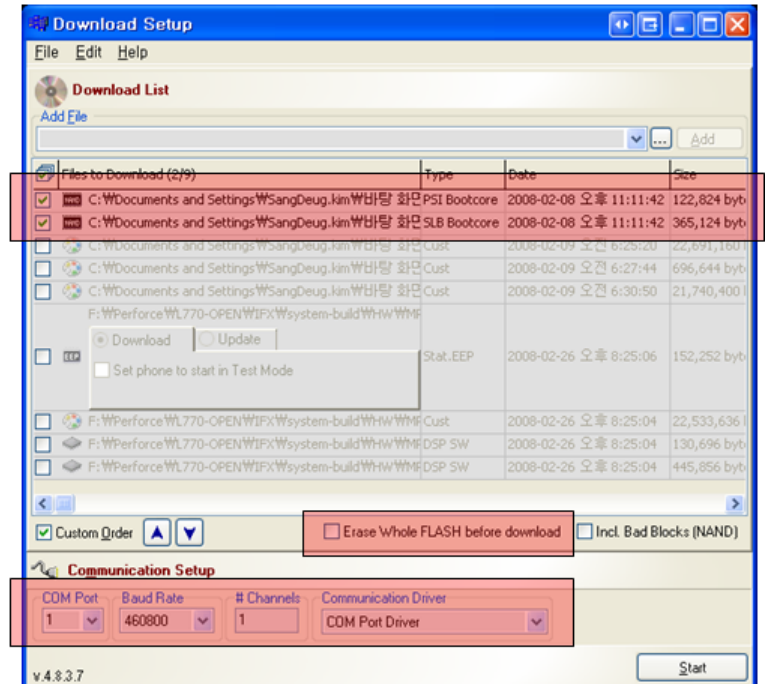 Download Setup
File Edit Help
Download List
Add File
... Add
Files to Download (2/9) Type Date Size
C:₩Documents and Settings₩SangDeug.kim₩바탕 화면 PSI Bootcore 2008-02-08 오후 11:11:42 122,824 byt
C:₩Documents and Settings₩SangDeug.kim₩바탕 화면 SLB Bootcore 2008-02-08 오후 11:11:42 365,124 byt
C:₩Documents and Settings₩SangDeug.kim₩바탕 화면 Cust 2008-02-09 오전 6:25:20 22,691,160
C:₩Documents and Settings₩SangDeug.kim₩바탕 화면 Cust 2008-02-09 오전 6:27:44 696,644 byt
C:₩Documents and Settings₩SangDeug.kim₩바탕 화면 Cust 2008-02-09 오전 6:30:50 21,740,400
F:₩Perforce₩L770-OPEN₩IFX₩system-build₩HW₩MF
Download Update
Set phone to start in Test Mode
EEP Stat.EEP 2008-02-26 오후 8:25:06 152,252 byt
F:₩Perforce₩L770-OPEN₩IFX₩system-build₩HW₩MF Cust 2008-02-26 오후 8:25:04 22,533,636
F:₩Perforce₩L770-OPEN₩IFX₩system-build₩HW₩MF DSP SW 2008-02-26 오후 8:25:04 130,696 byt
F:₩Perforce₩L770-OPEN₩IFX₩system-build₩HW₩MF DSP SW 2008-02-26 오후 8:25:04 445,856 byt
Custom Order Erase Whole FLASH before download Incl. Bad Blocks (NAND)
Communication Setup
COM Port Baud Rate # Channels Communication Driver
1 460800 1 COM Port Driver
v.4.8.3.7 Start